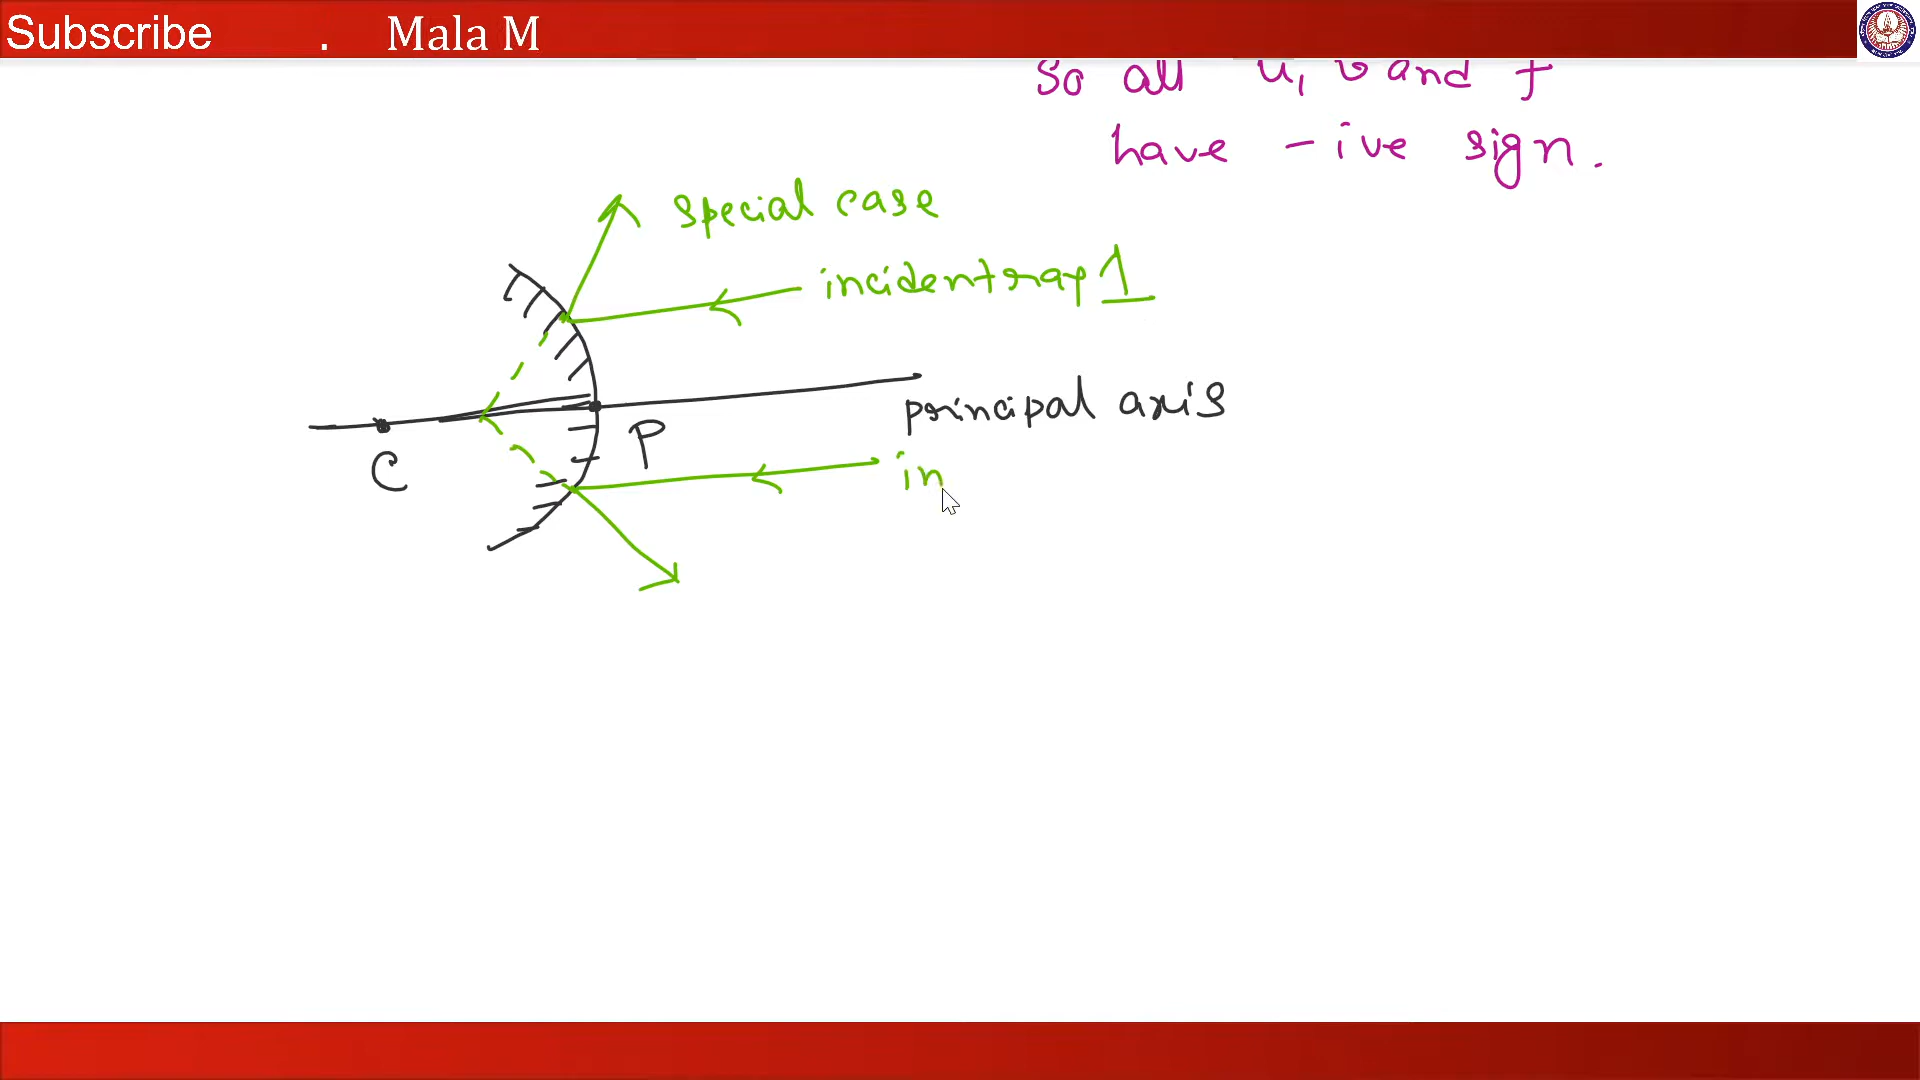 Subscribe . Mala M
So all u, v and f
have -ive sign.
special case
incident ray 1
principal axis
P
C
in